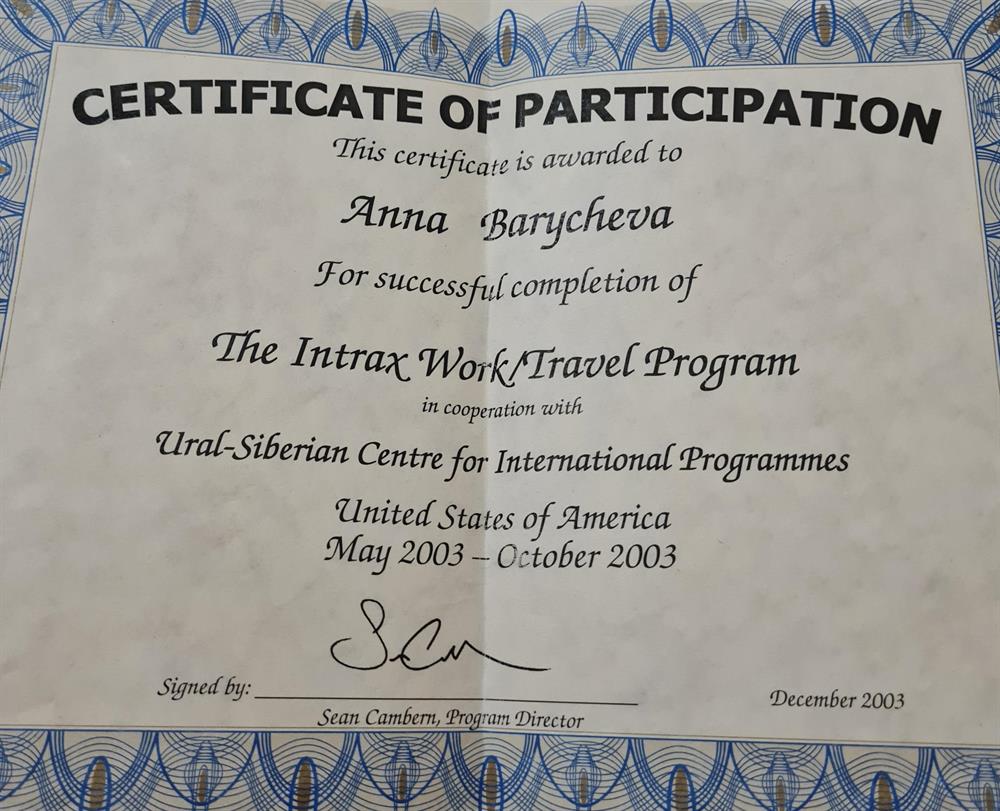 CERTIFICATE OF PARTICIPATION
This certificate is awarded to
Anna Barycheva
For successful completion of
The Intrax Work/Travel Program
in cooperation with
Ural-Siberian Centre for International Programmes
United States of America
May 2003 – October 2003
Signed by:
Sean Cambern, Program Director
December 2003